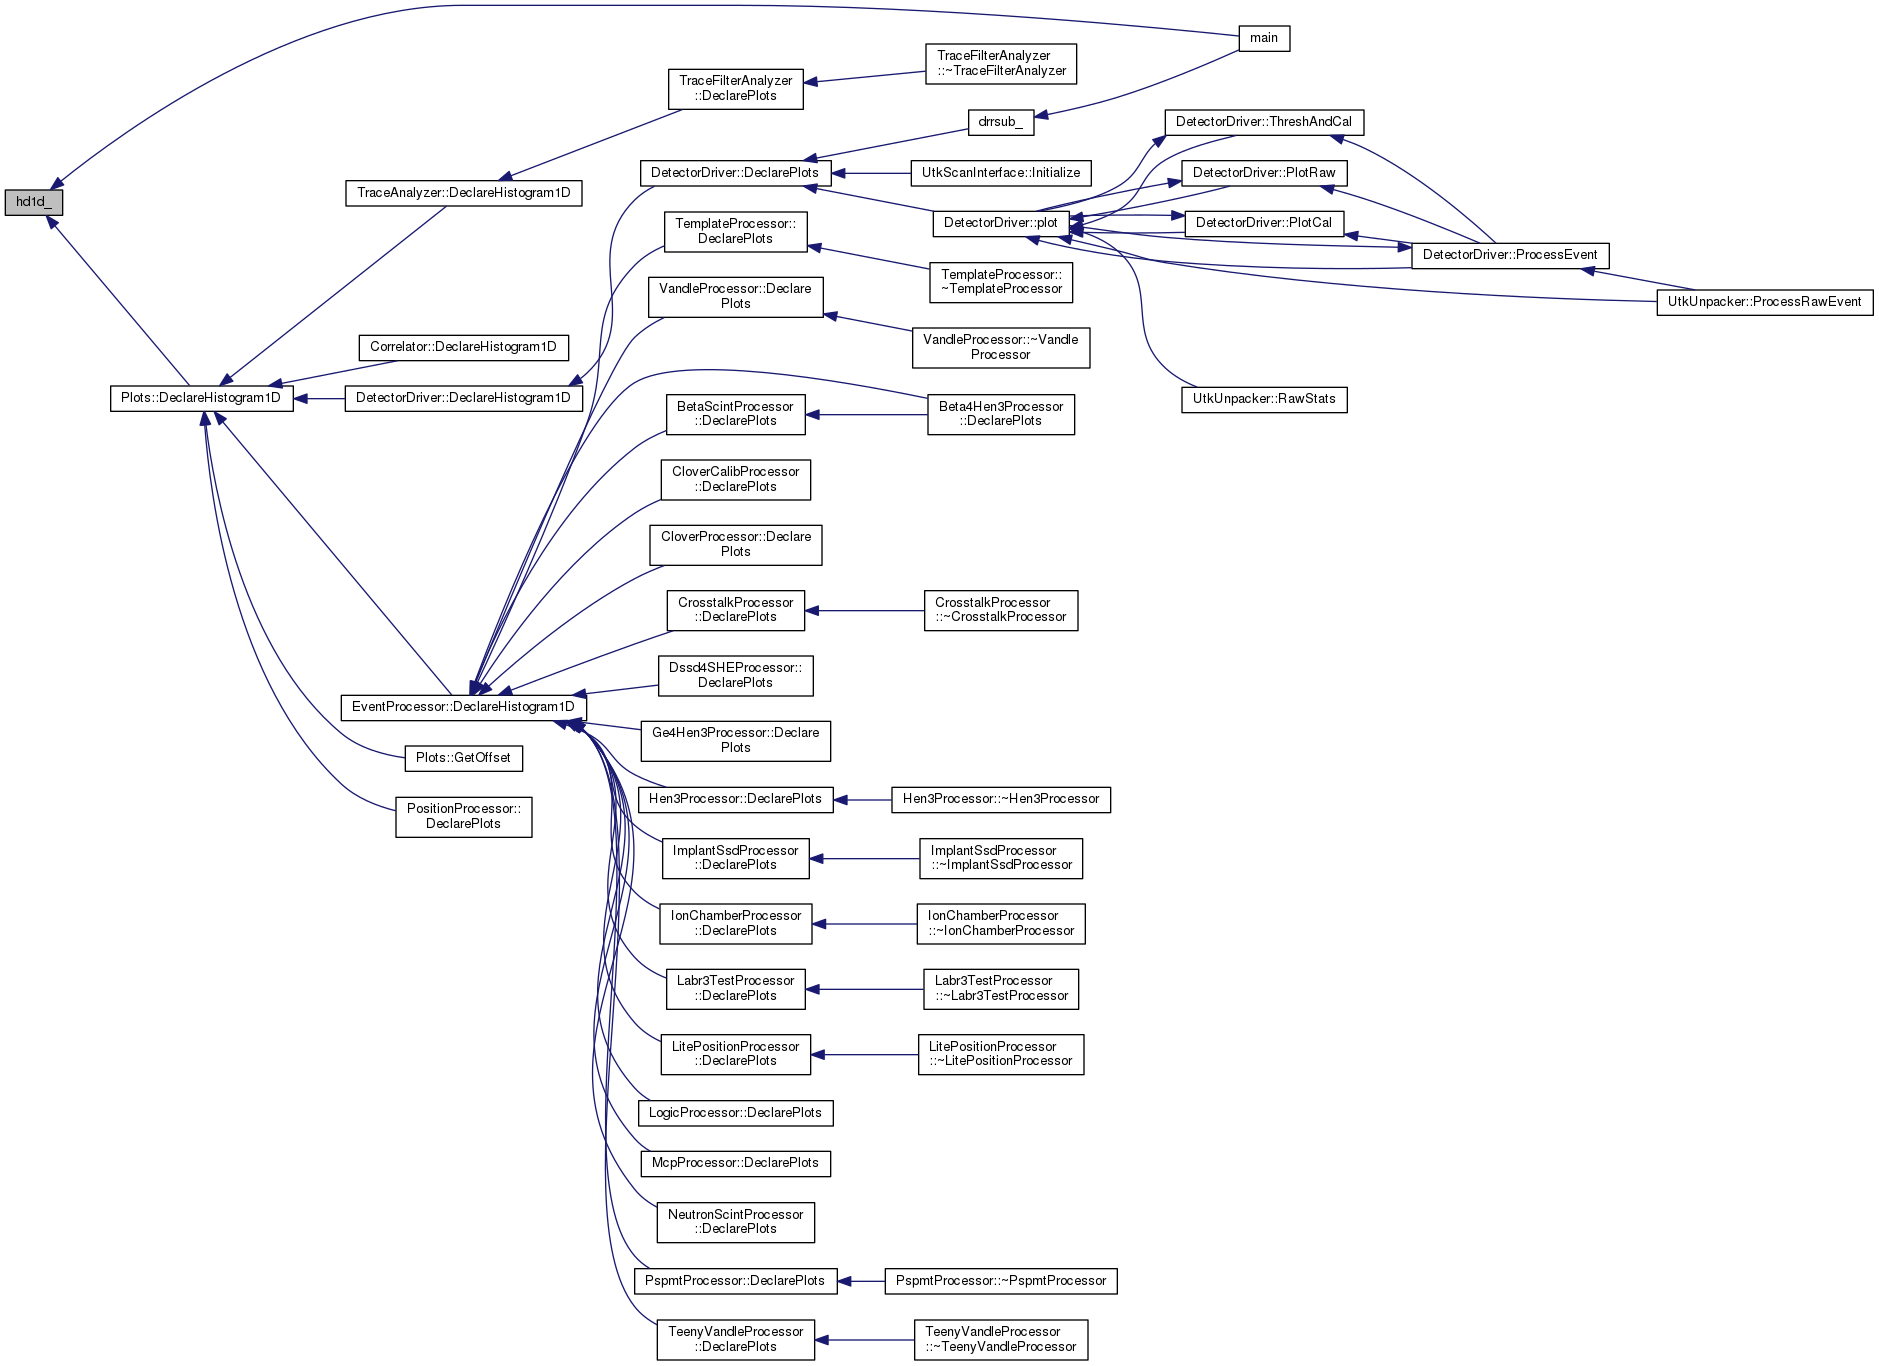 main
TraceFilterAnalyzer
::~TraceFilterAnalyzer
TraceFilterAnalyzer
::DeclarePlots
drrsub_
DetectorDriver::ThreshAndCal
DetectorDriver::DeclarePlots
UtkScanInterface::Initialize
DetectorDriver::PlotRaw
hd1d_
TraceAnalyzer::DeclareHistogram1D
TemplateProcessor::
DeclarePlots
DetectorDriver::plot
DetectorDriver::PlotCal
DetectorDriver::ProcessEvent
TemplateProcessor::
~TemplateProcessor
VandleProcessor::Declare
Plots
UtkUnpacker::ProcessRawEvent
VandleProcessor::~Vandle
Processor
Correlator::DeclareHistogram1D
Plots::DeclareHistogram1D
DetectorDriver::DeclareHistogram1D
UtkUnpacker::RawStats
BetaScintProcessor
::DeclarePlots
Beta4Hen3Processor
::DeclarePlots
CloverCalibProcessor
::DeclarePlots
CloverProcessor::Declare
Plots
CrosstalkProcessor
::DeclarePlots
CrosstalkProcessor
::~CrosstalkProcessor
Dssd4SHEProcessor::
DeclarePlots
EventProcessor::DeclareHistogram1D
Ge4Hen3Processor::Declare
Plots
Plots::GetOffset
Hen3Processor::DeclarePlots
Hen3Processor::~Hen3Processor
PositionProcessor::
DeclarePlots
ImplantSsdProcessor
::DeclarePlots
ImplantSsdProcessor
::~ImplantSsdProcessor
IonChamberProcessor
::DeclarePlots
IonChamberProcessor
::~IonChamberProcessor
Labr3TestProcessor
::DeclarePlots
Labr3TestProcessor
::~Labr3TestProcessor
LitePositionProcessor
::DeclarePlots
LitePositionProcessor
::~LitePositionProcessor
LogicProcessor::DeclarePlots
McpProcessor::DeclarePlots
NeutronScintProcessor
::DeclarePlots
PspmtProcessor::DeclarePlots
PspmtProcessor::~PspmtProcessor
TeenyVandleProcessor
::DeclarePlots
TeenyVandleProcessor
::~TeenyVandleProcessor